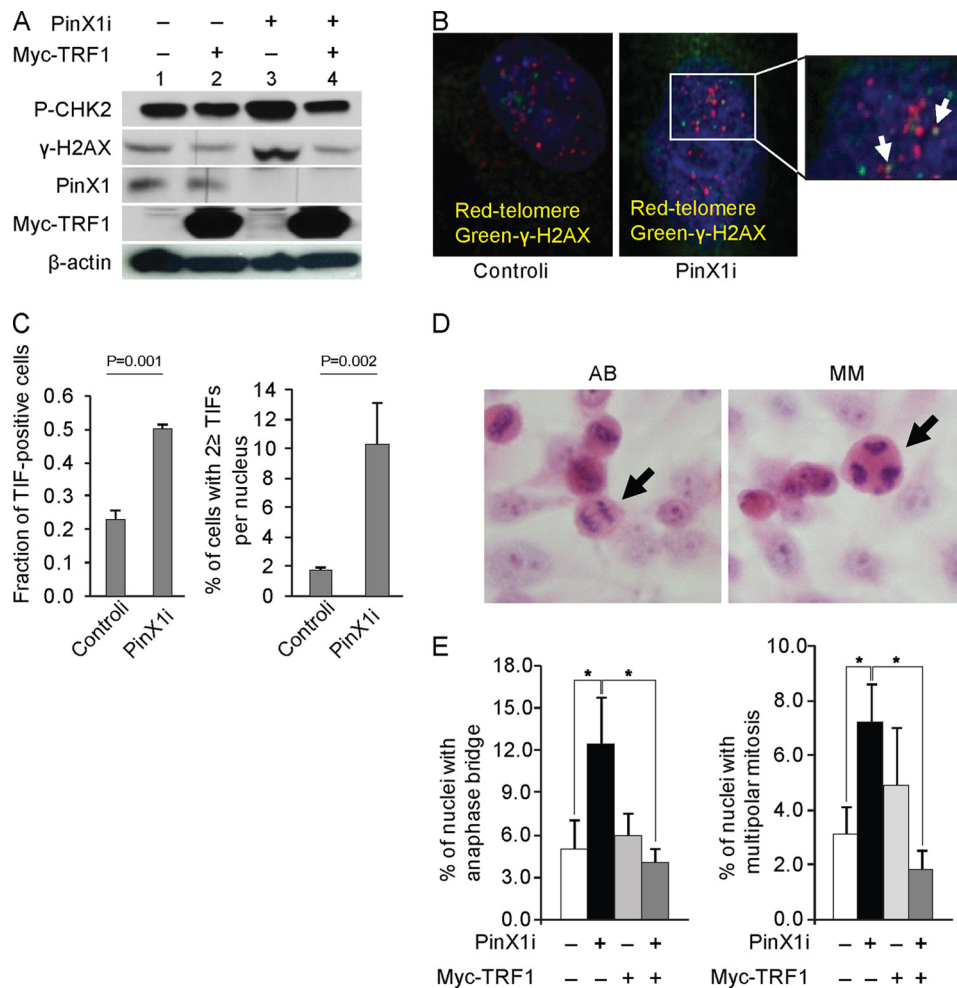 A
PinX1i – – + +
Myc-TRF1 – + – +
1 2 3 4
P-CHK2
γ-H2AX
PinX1
Myc-TRF1
β-actin
B
Red-telomere
Green-γ-H2AX
Controli
Red-telomere
Green-γ-H2AX
PinX1i
C
P=0.001
Fraction of TIF-positive cells
0.6
0.5
0.4
0.3
0.2
0.1
0.0
Controli
PinX1i
P=0.002
% of cells with 2≥ TIFs
per nucleus
14
12
10
8
6
4
2
0
Controli
PinX1i
D
AB
MM
E
% of nuclei with
anaphase bridge
18.0
15.0
12.0
9.0
6.0
3.0
0.0
* *
PinX1i – + – +
Myc-TRF1 – – + +
% of nuclei with
multipolar mitosis
10.0
8.0
6.0
4.0
2.0
0.0
* *
PinX1i – + – +
Myc-TRF1 – – + +